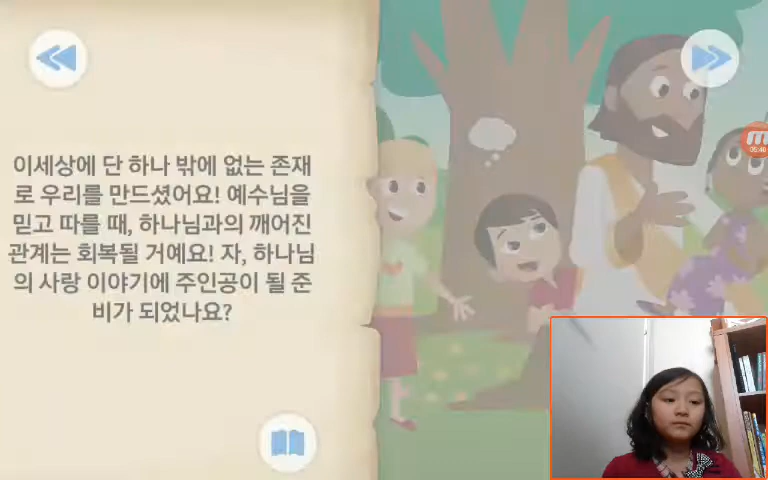 이세상에 단 하나 밖에 없는 존재
로 우리를 만드셨어요! 예수님을
믿고 따를 때, 하나님과의 깨어진
관계는 회복될 거예요! 자, 하나님
의 사랑 이야기에 주인공이 될 준
비가 되었나요?